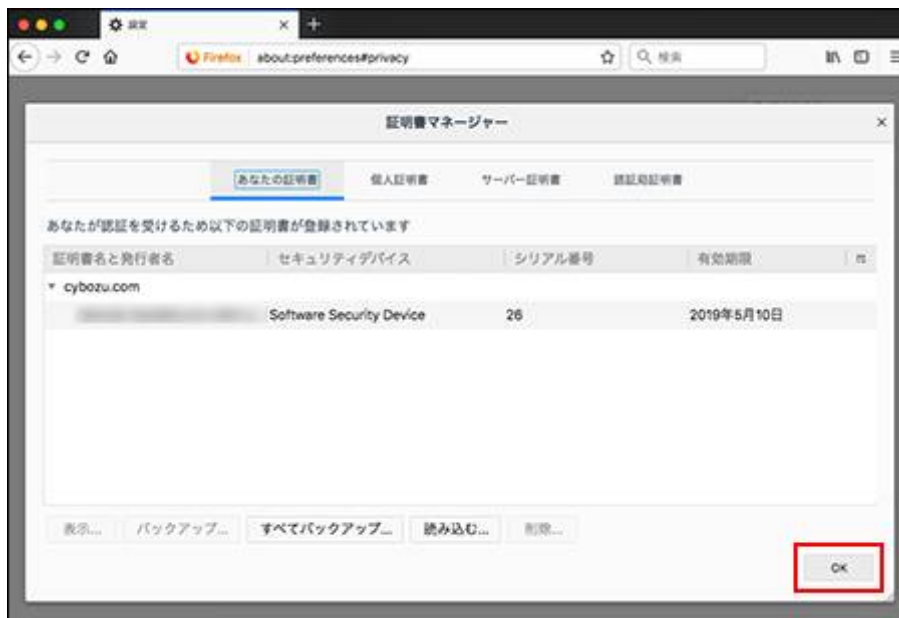 設定
Firefox about:preferences#privacy 検索
証明書マネージャー
あなたの証明書 個人証明書 サーバー証明書 認証局証明書
あなたが認証を受けるため以下の証明書が登録されています
証明書名と発行者名 セキュリティデバイス シリアル番号 有効期限
cybozu.com
Software Security Device 26 2019年5月10日
表示... バックアップ... すべてバックアップ... 読み込む... 削除...
OK